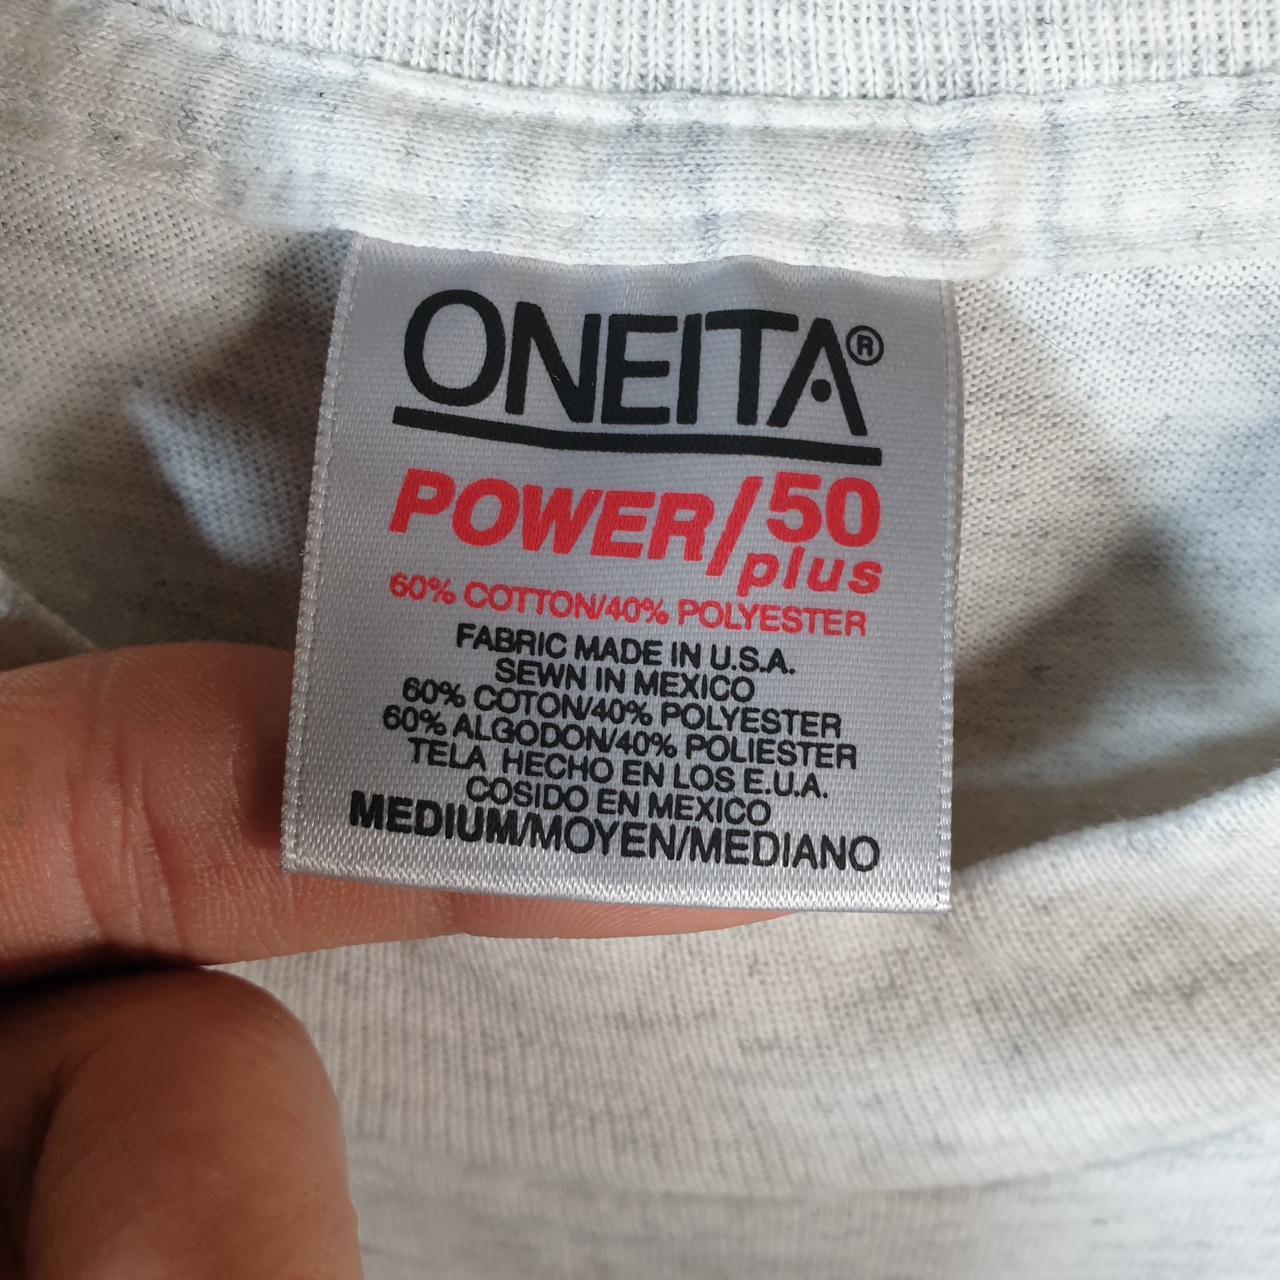 ONEITA®
POWER/50
plus
60% COTTON/40% POLYESTER
FABRIC MADE IN U.S.A.
SEWN IN MEXICO
60% COTON/40% POLYESTER
60% ALGODON/40% POLIESTER
TELA HECHO EN LOS E.U.A.
COSIDO EN MEXICO
MEDIUM/MOYEN/MEDIANO